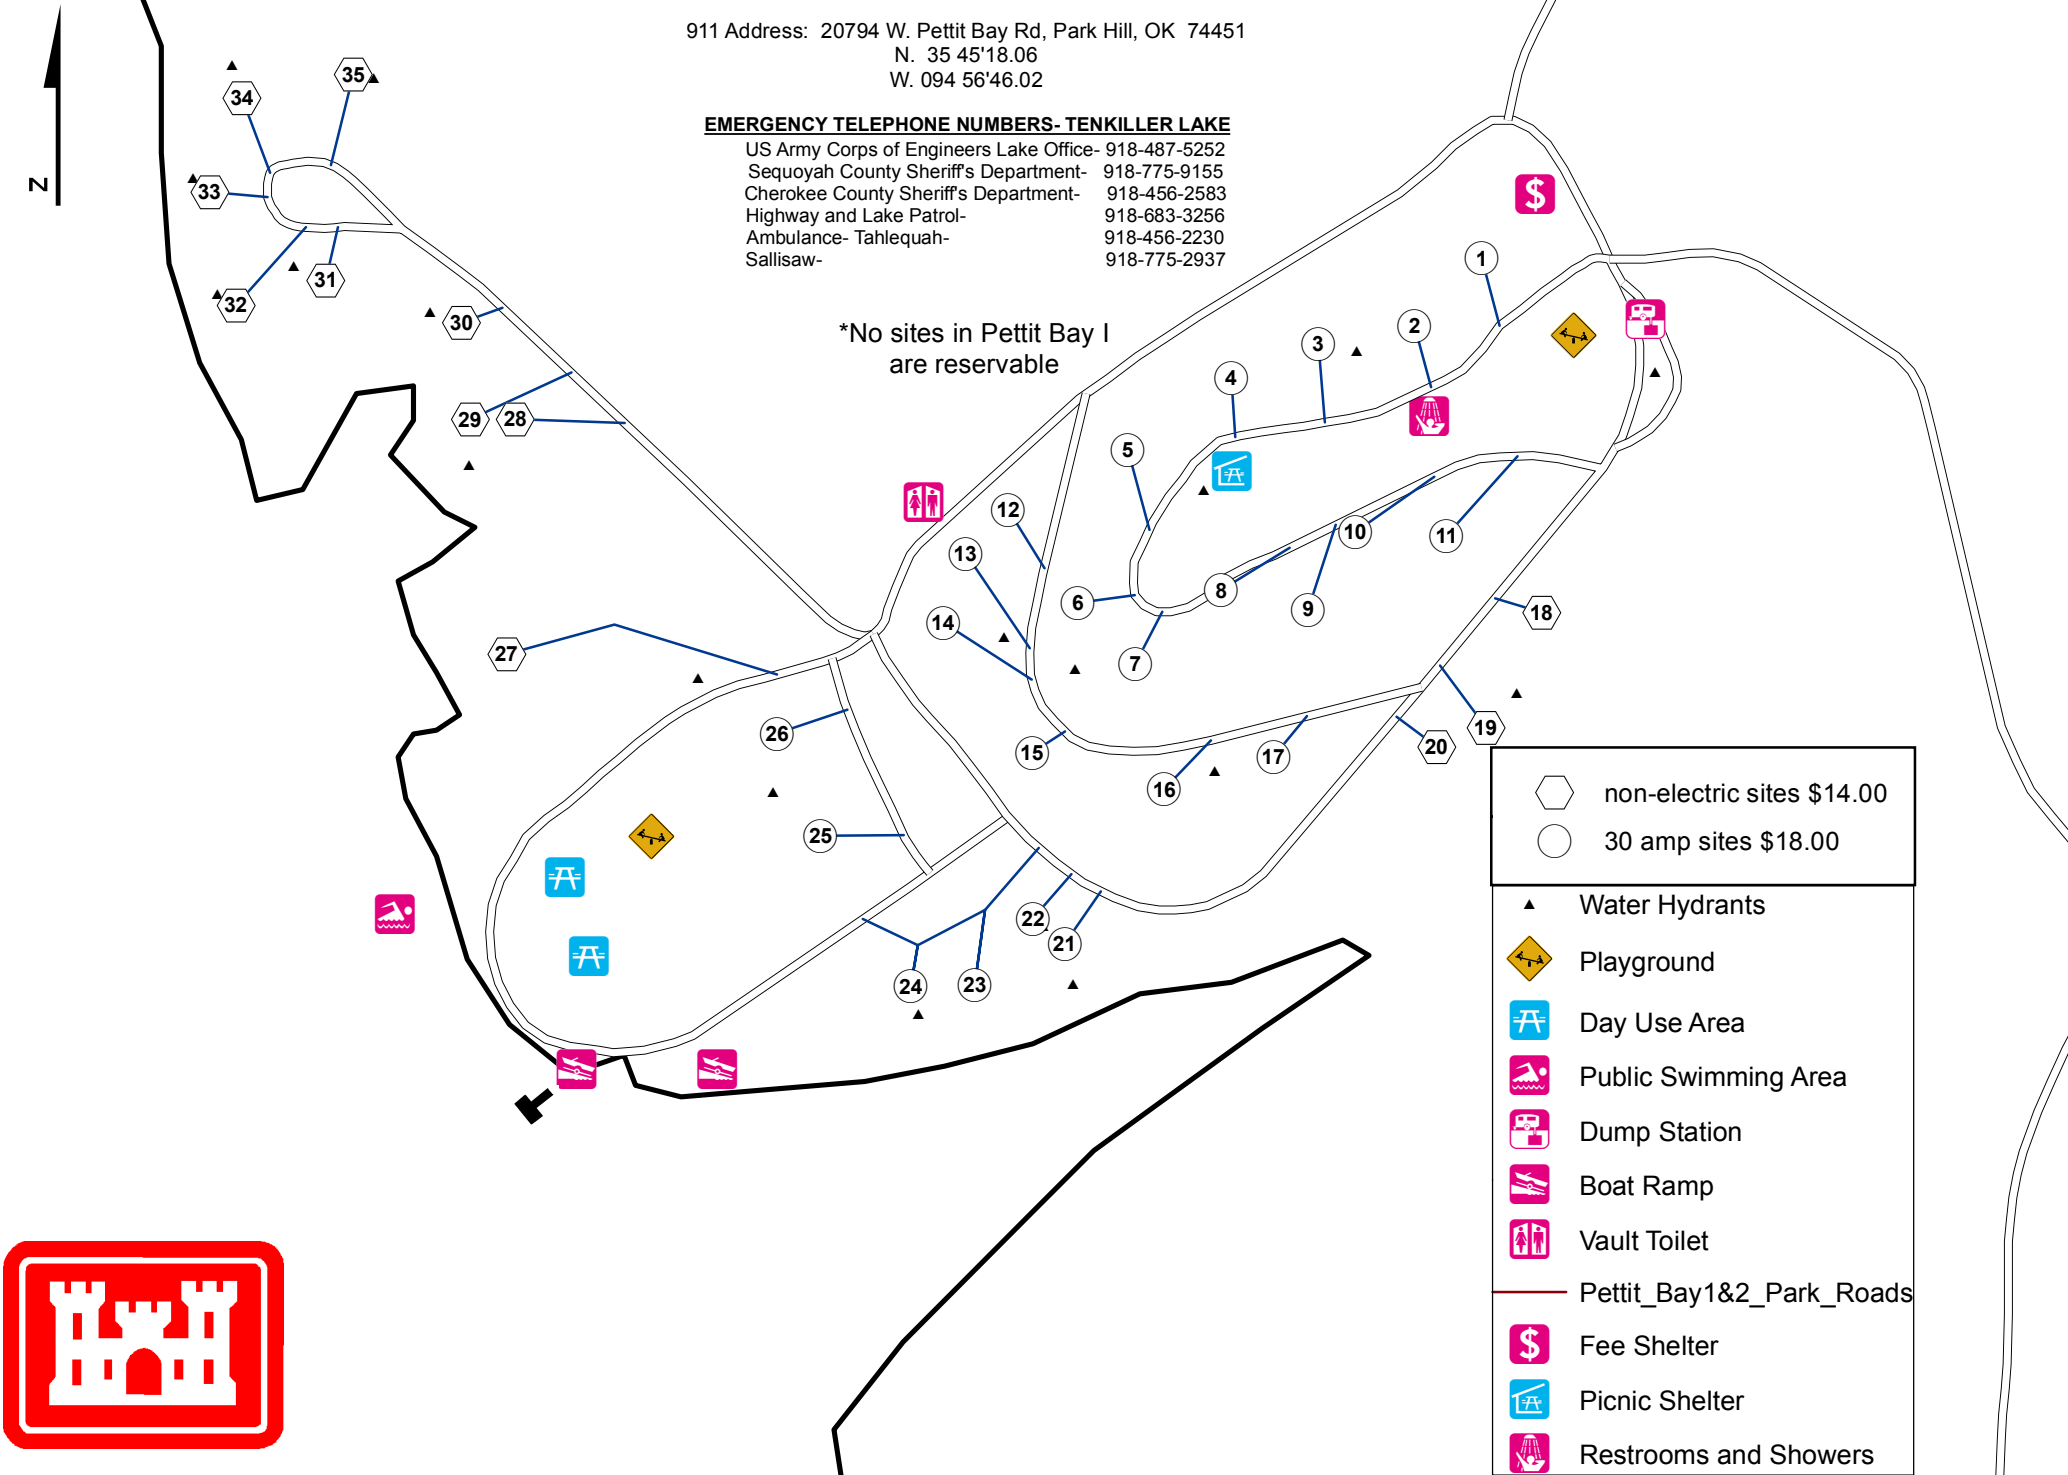 911 Address: 20794 W. Pettit Bay Rd, Park Hill, OK 74451
N. 35 45'18.06
W. 094 56'46.02
EMERGENCY TELEPHONE NUMBERS- TENKILLER LAKE
US Army Corps of Engineers Lake Office- 918-487-5252
Sequoyah County Sheriff's Department- 918-775-9155
Cherokee County Sheriff's Department- 918-456-2583
Highway and Lake Patrol- 918-683-3256
Ambulance- Tahlequah- 918-456-2230
Sallisaw- 918-775-2937
*No sites in Pettit Bay I
are reservable
N
35
34
33
32
31
30
29
28
27
26
25
24
23
22
21
20
19
18
17
16
15
14
13
12
11
10
9
8
7
6
5
4
3
2
1
$
non-electric sites $14.00
30 amp sites $18.00
Water Hydrants
Playground
Day Use Area
Public Swimming Area
Dump Station
Boat Ramp
Vault Toilet
Pettit_Bay1&2_Park_Roads
$ Fee Shelter
Picnic Shelter
Restrooms and Showers